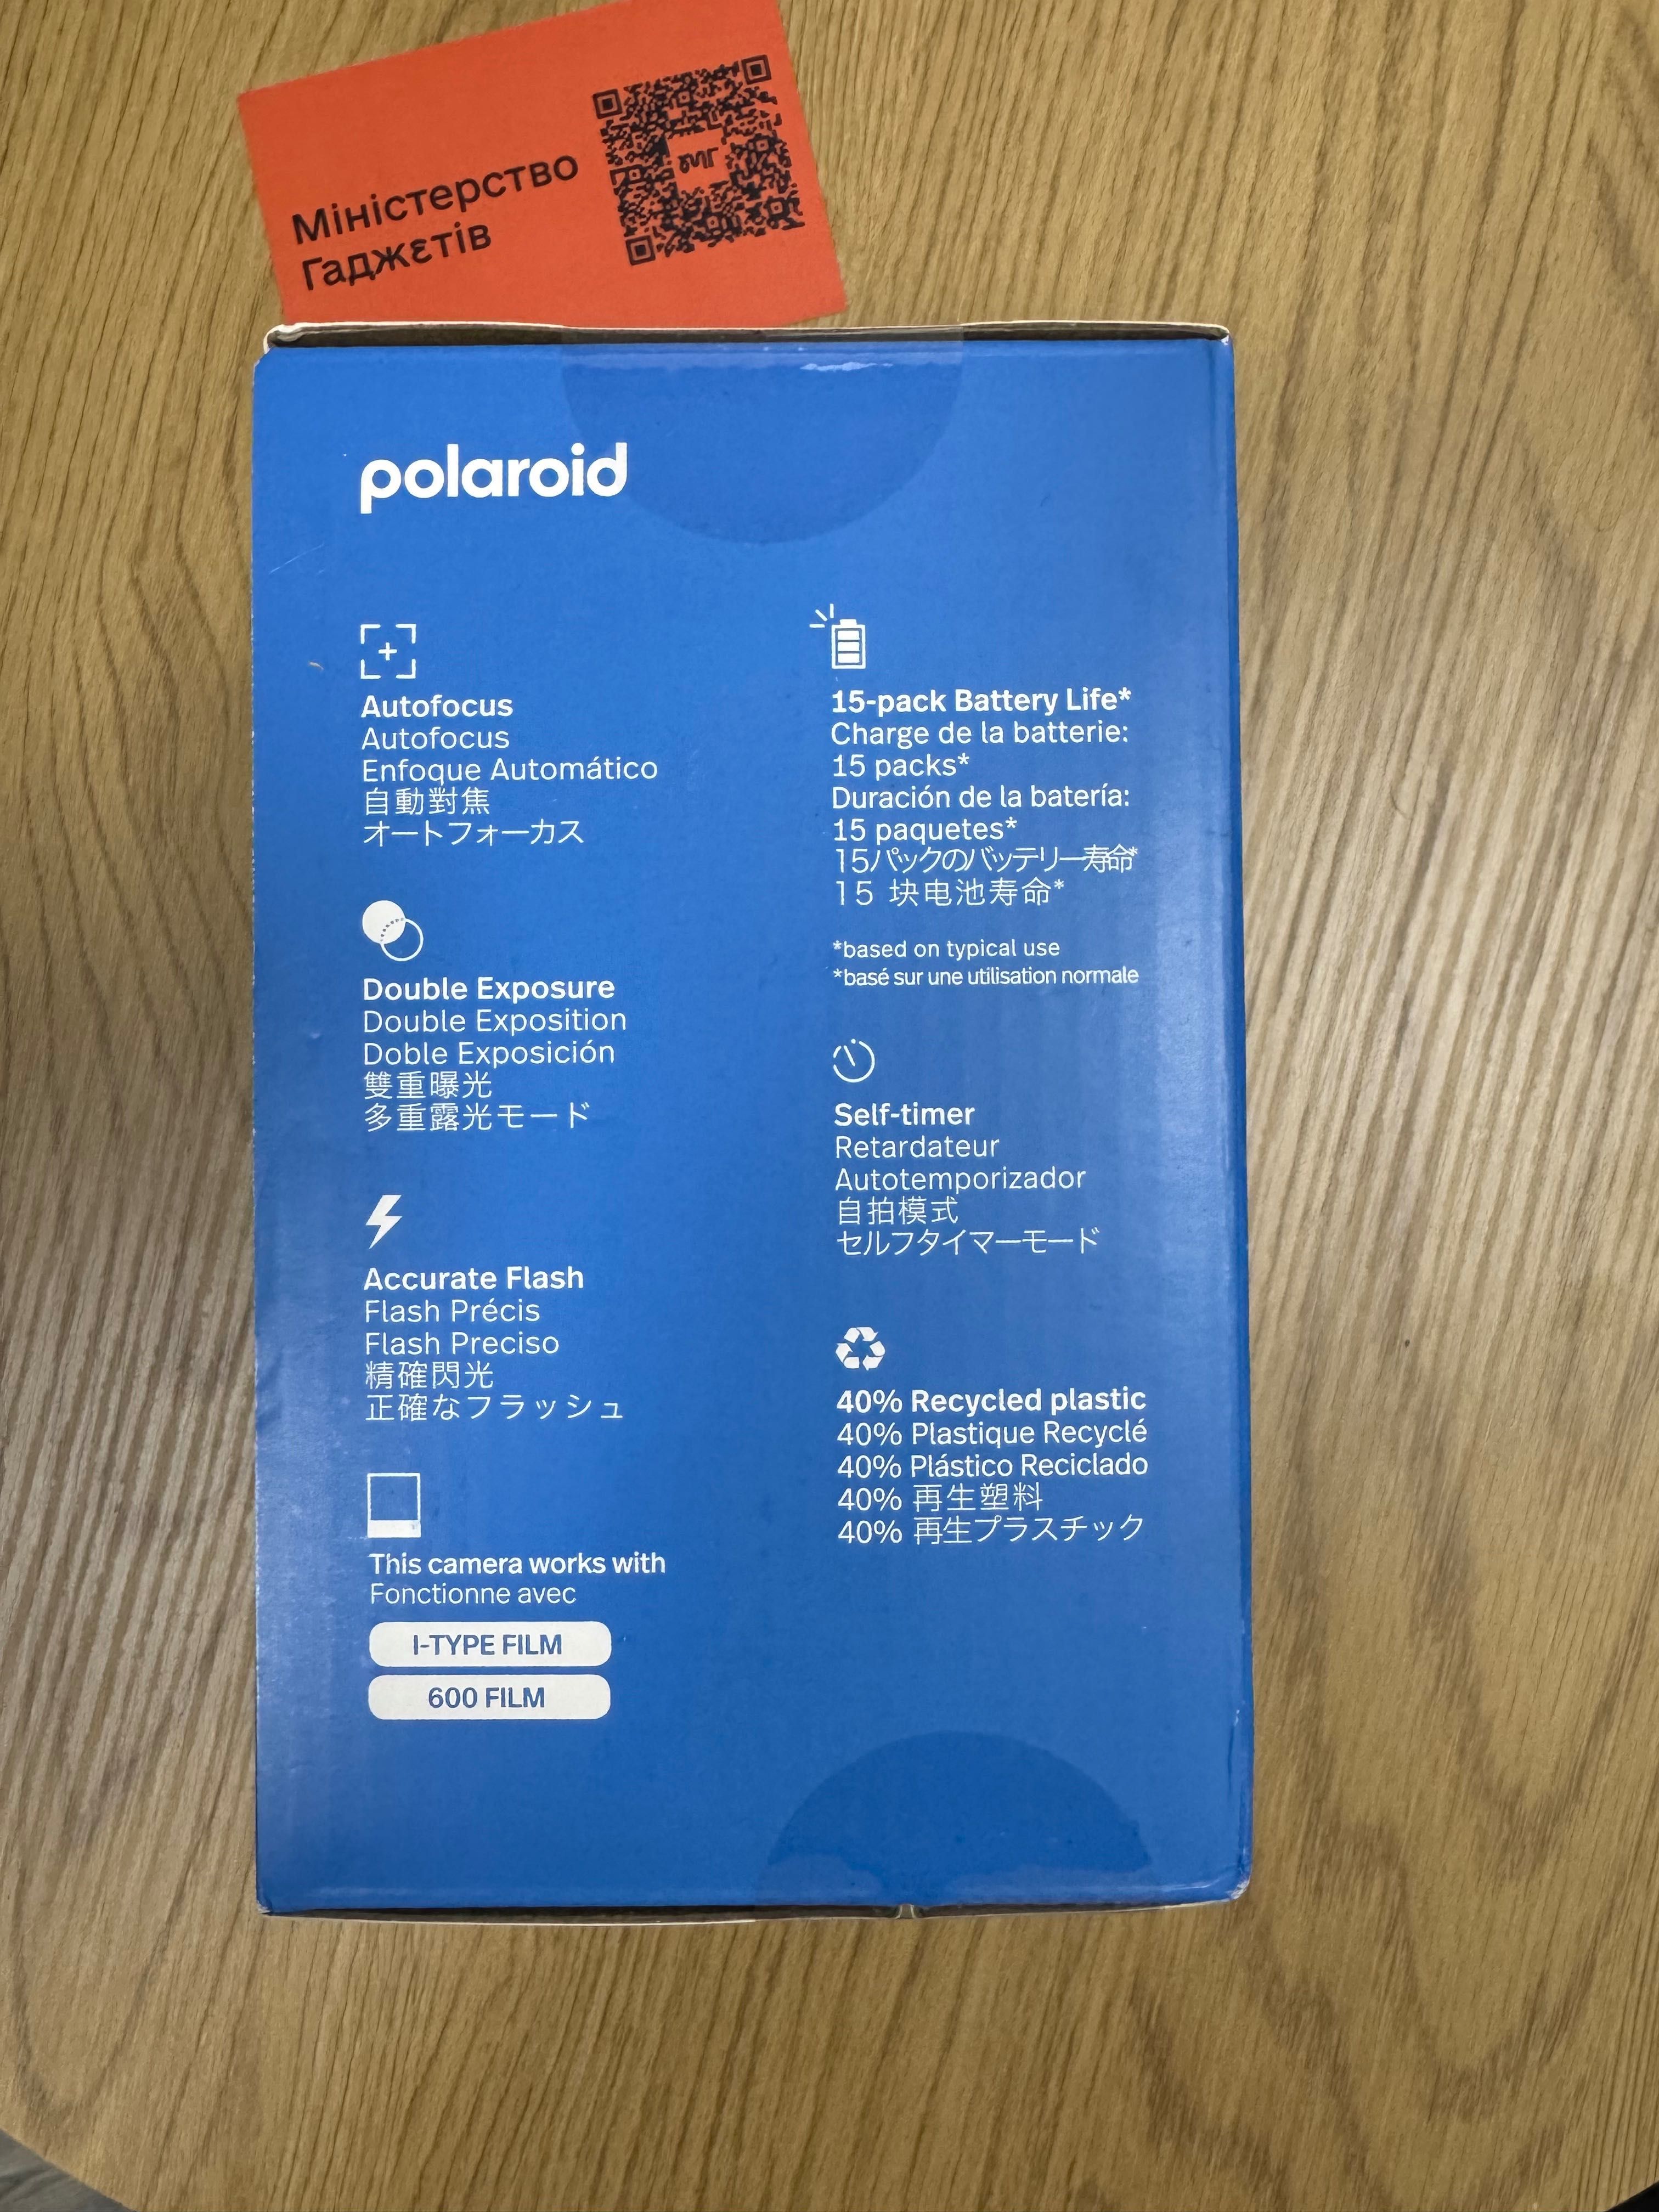 Міністерство
Гаджетів
мг
polaroid
Autofocus
Autofocus
Enfoque Automático
自動對焦
オートフォーカス
Double Exposure
Double Exposition
Doble Exposición
雙重曝光
多重露光モード
Accurate Flash
Flash Précis
Flash Preciso
精確閃光
正確なフラッシュ
This camera works with
Fonctionne avec
I-TYPE FILM
600 FILM
15-pack Battery Life*
Charge de la batterie:
15 packs*
Duración de la batería:
15 paquetes*
15パックのバッテリー寿命*
15 块电池寿命*
*based on typical use
*basé sur une utilisation normale
Self-timer
Retardateur
Autotemporizador
自拍模式
セルフタイマーモード
40% Recycled plastic
40% Plastique Recyclé
40% Plástico Reciclado
40% 再生塑料
40% 再生プラスチック